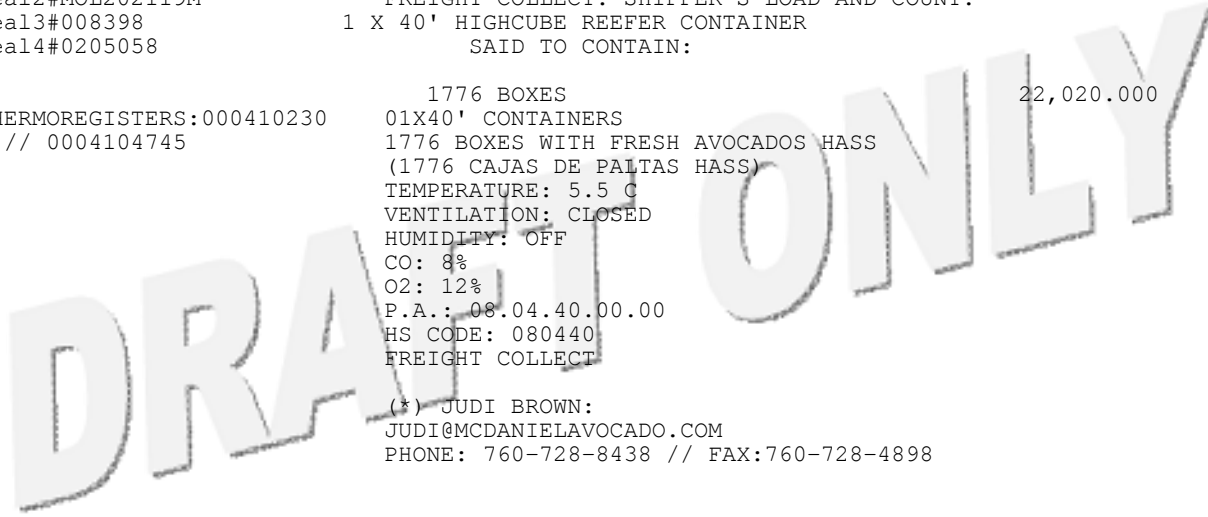 eal2#MOL202119M FREIGHT COLLECT. SHIPPER'S LOAD AND COUNT.
eal3#008398 1 X 40' HIGHCUBE REEFER CONTAINER
eal4#0205058 SAID TO CONTAIN:
1776 BOXES 22,020.000
HERMOREGISTERS:000410230 01X40' CONTAINERS
// 0004104745 1776 BOXES WITH FRESH AVOCADOS HASS
(1776 CAJAS DE PALTAS HASS)
TEMPERATURE: 5.5 C
VENTILATION: CLOSED
HUMIDITY: OFF
CO: 8%
O2: 12%
P.A.: 08.04.40.00.00
HS CODE: 080440
FREIGHT COLLECT
(*) JUDI BROWN:
JUDI@MCDANIELAVOCADO.COM
PHONE: 760-728-8438 // FAX:760-728-4898
DRAFT ONLY